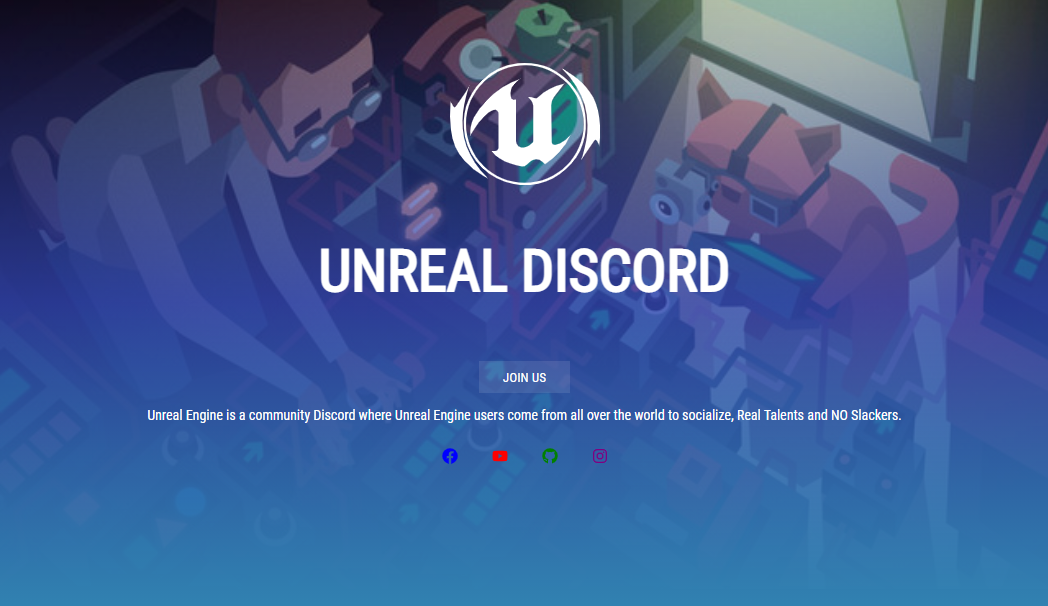 UNREAL DISCORD
JOIN US
Unreal Engine is a community Discord where Unreal Engine users come from all over the world to socialize, Real Talents and NO Slackers.